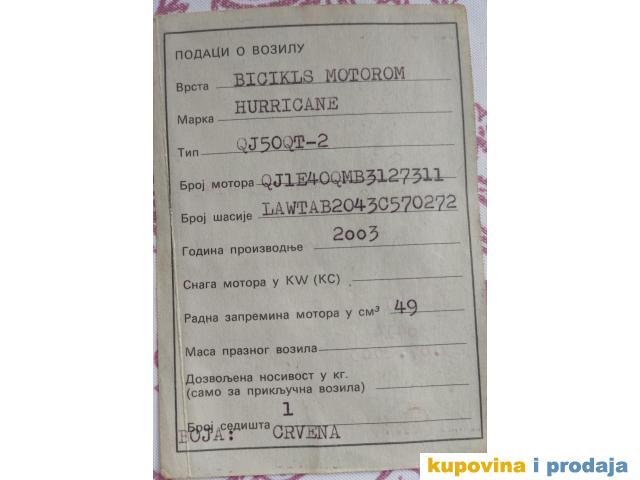 ПОДАЦИ О ВОЗИЛУ
Врста BICIKLS MOTOROM
Марка HURRICANE
Тип QJ50QT-2
Број мотора QJ1E40QMB3127311
Број шасије LAWTAB2043C570272
Година производње 2003
Снага мотора у KW (КС)
Радна запремина мотора у см³ 49
Маса празног возила
Дозвољена носивост у кг.
(само за прикључна возила)
Број седишта 1
BOJA: CRVENA
kupovina i prodaja